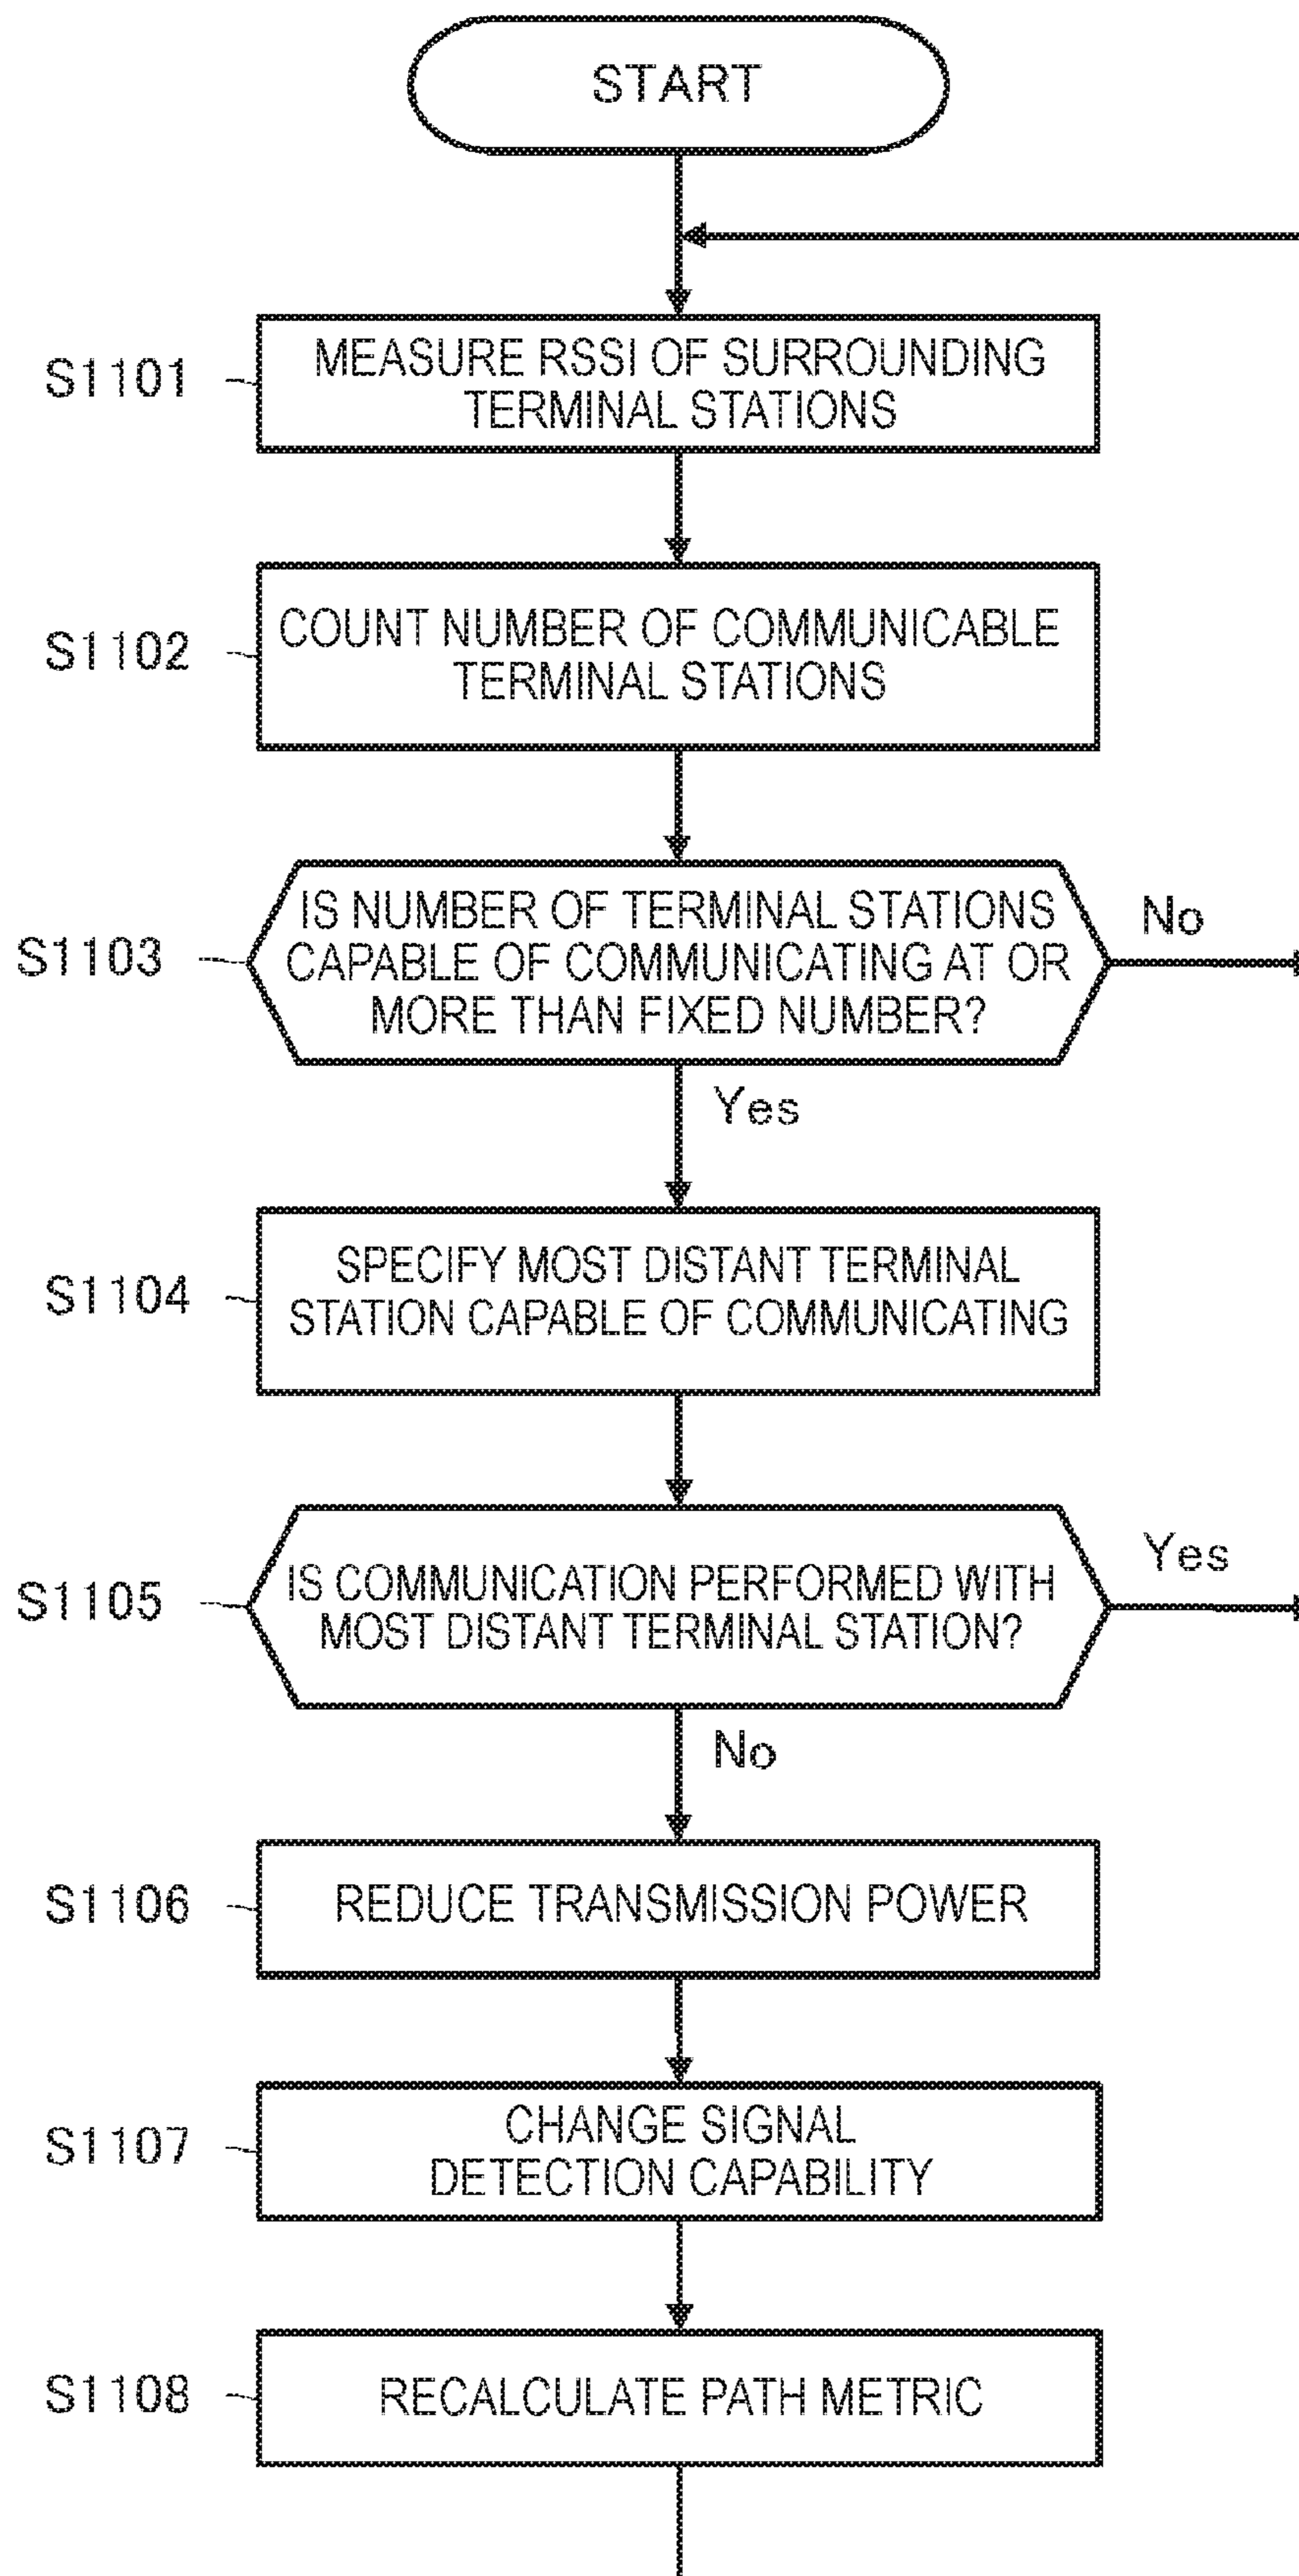 START
S1101
MEASURE RSSI OF SURROUNDING
TERMINAL STATIONS
S1102
COUNT NUMBER OF COMMUNICABLE
TERMINAL STATIONS
S1103
IS NUMBER OF TERMINAL STATIONS
CAPABLE OF COMMUNICATING AT OR
MORE THAN FIXED NUMBER?
No
Yes
S1104
SPECIFY MOST DISTANT TERMINAL
STATION CAPABLE OF COMMUNICATING
S1105
IS COMMUNICATION PERFORMED WITH
MOST DISTANT TERMINAL STATION?
Yes
No
S1106
REDUCE TRANSMISSION POWER
S1107
CHANGE SIGNAL
DETECTION CAPABILITY
S1108
RECALCULATE PATH METRIC